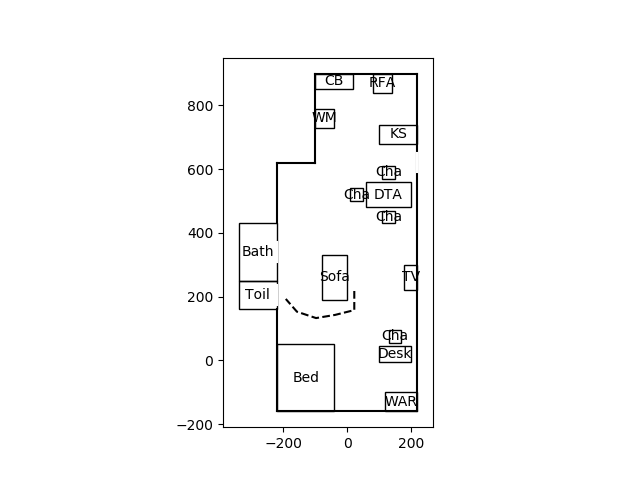 CB RFA
800
WM
KS
600
Cha
Cha DTA
Cha
400
Bath
Sofa TV
Toil
200
Cha
Desk
0
Bed
WAR
−200
−200 0 200